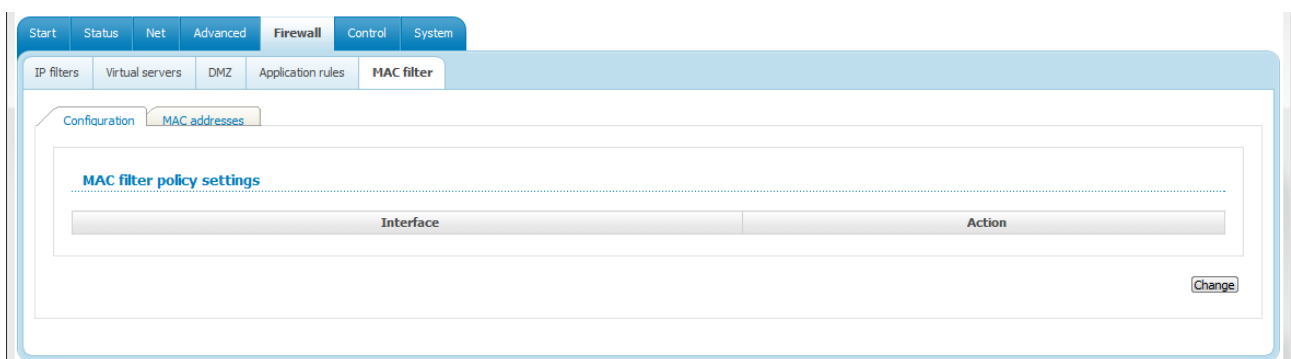 Start Status Net Advanced Firewall Control System
IP filters Virtual servers DMZ Application rules MAC filter
Configuration MAC addresses
MAC filter policy settings
Interface Action
Change